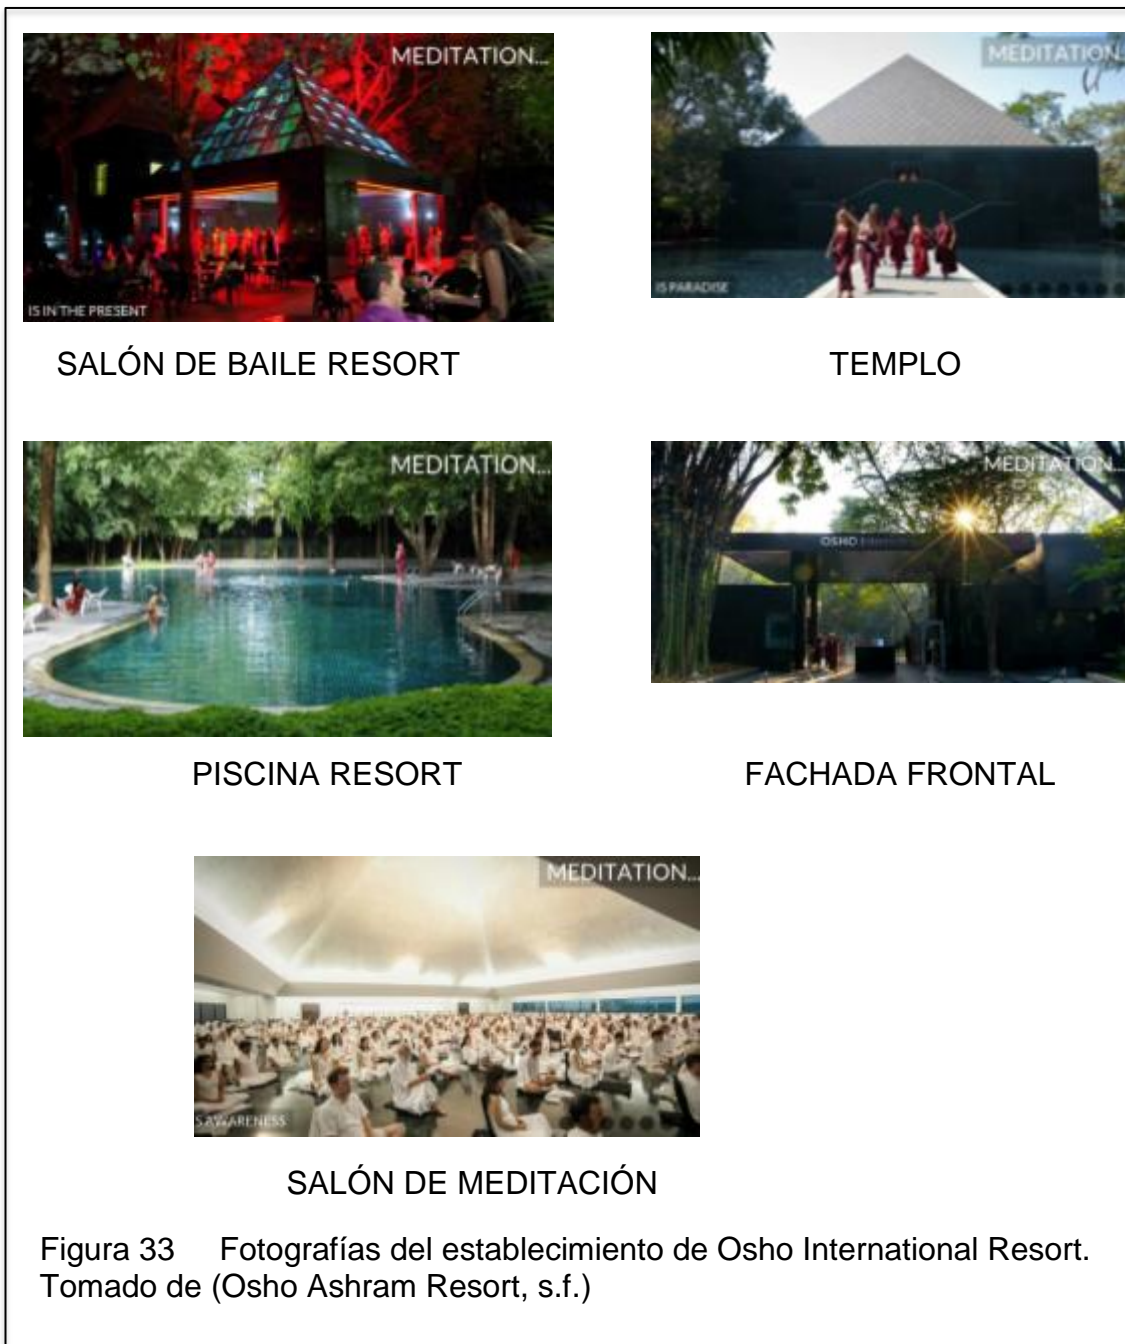 MEDITATION...
IS IN THE PRESENT
SALÓN DE BAILE RESORT
MEDITATION
IS PARADISE
TEMPLO
MEDITATION...
PISCINA RESORT
MEDITATION...
OSHO
FACHADA FRONTAL
MEDITATION...
S AWARENESS
SALÓN DE MEDITACIÓN
Figura 33 Fotografías del establecimiento de Osho International Resort.
Tomado de (Osho Ashram Resort, s.f.)